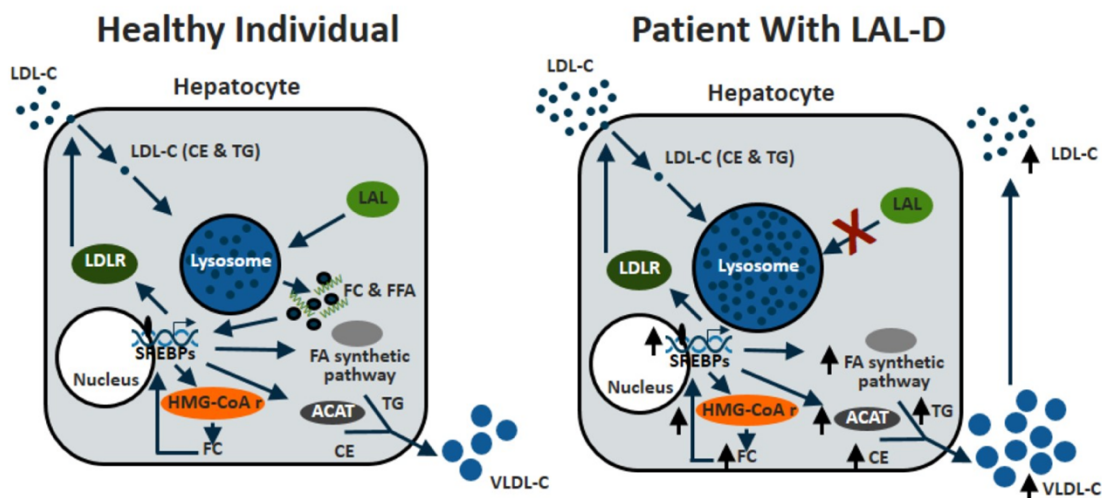 Healthy Individual
LDL-C
Hepatocyte
LDL-C (CE & TG)
LAL
Lysosome
LDLR
FC & FFA
SREBPs
Nucleus
FA synthetic
pathway
HMG-CoA r
ACAT
TG
FC
CE
VLDL-C
Patient With LAL-D
LDL-C
Hepatocyte
LDL-C (CE & TG)
LDL-C
LAL
Lysosome
LDLR
SREBPs
Nucleus
FA synthetic
pathway
HMG-CoA r
ACAT
TG
FC
CE
VLDL-C